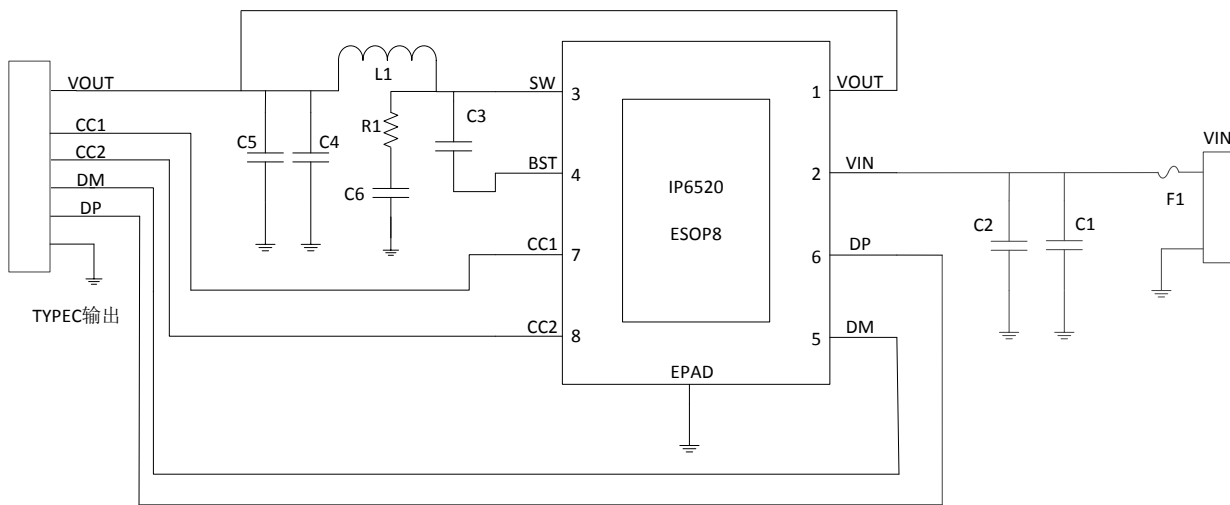 VOUT
CC1
CC2
DM
DP
TYPEC输出
L1
C5
C4
R1
C6
C3
SW
3
BST
4
CC1
7
CC2
8
IP6520
ESOP8
EPAD
1
VOUT
2
VIN
6
DP
5
DM
C2
C1
F1
VIN